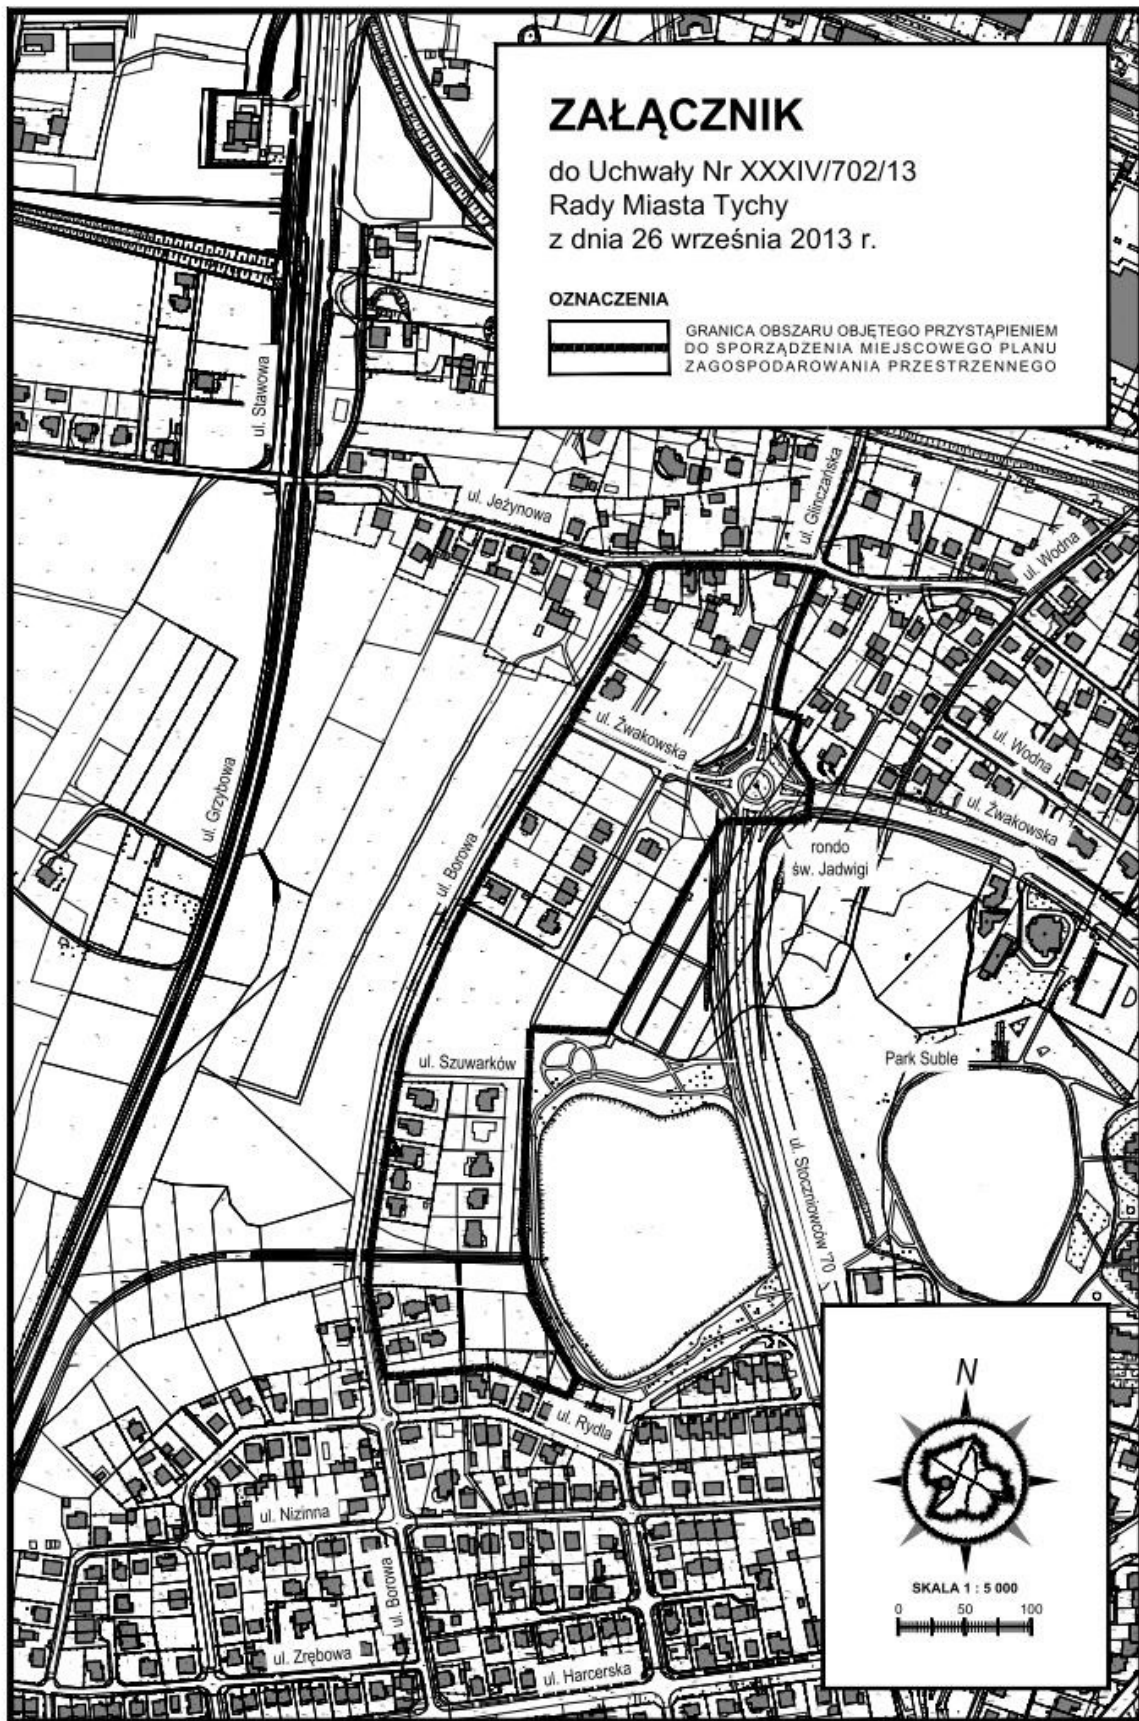 ZAŁĄCZNIK
do Uchwały Nr XXXIV/702/13
Rady Miasta Tychy
z dnia 26 września 2013 r.
OZNACZENIA
GRANICA OBSZARU OBJĘTEGO PRZYSTĄPIENIEM
DO SPORZĄDZENIA MIEJSCOWEGO PLANU
ZAGOSPODAROWANIA PRZESTRZENNEGO
ul. Stawowa
ul. Jeżynowa
ul. Glinczańska
ul. Wodna
ul. Żwakowska
ul. Wodna
ul. Żwakowska
ul. Grzybowa
ul. Borowa
rondo
św. Jadwigi
ul. Szuwarków
Park Suble
ul. Stoczniowców '70
ul. Rydla
ul. Nizinna
ul. Borowa
ul. Zrębowa
ul. Harcerska
N
SKALA 1 : 5 000
0 50 100